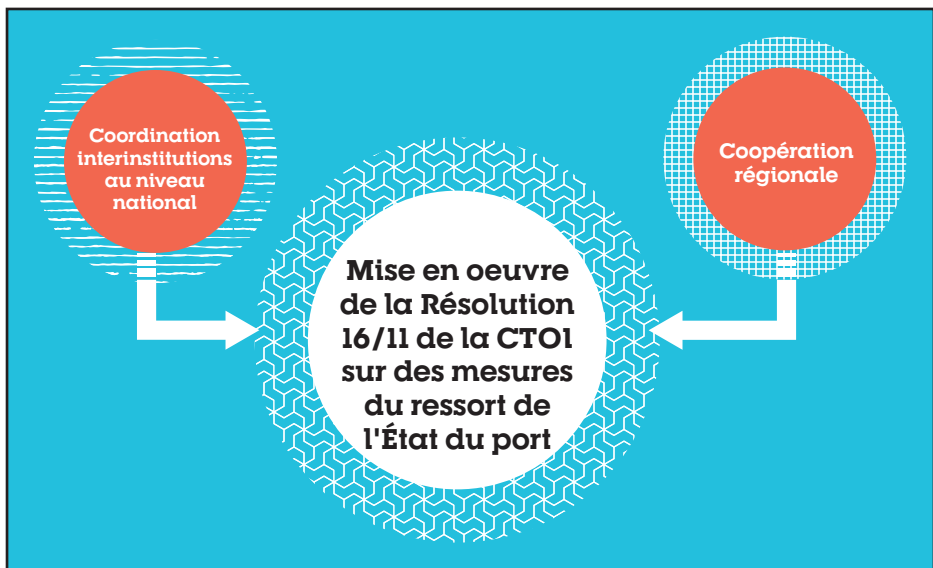 Coordination
interinstitutions
au niveau
national
Coopération
régionale
Mise en oeuvre
de la Résolution
16/11 de la CTOI
sur des mesures
du ressort de
l'État du port